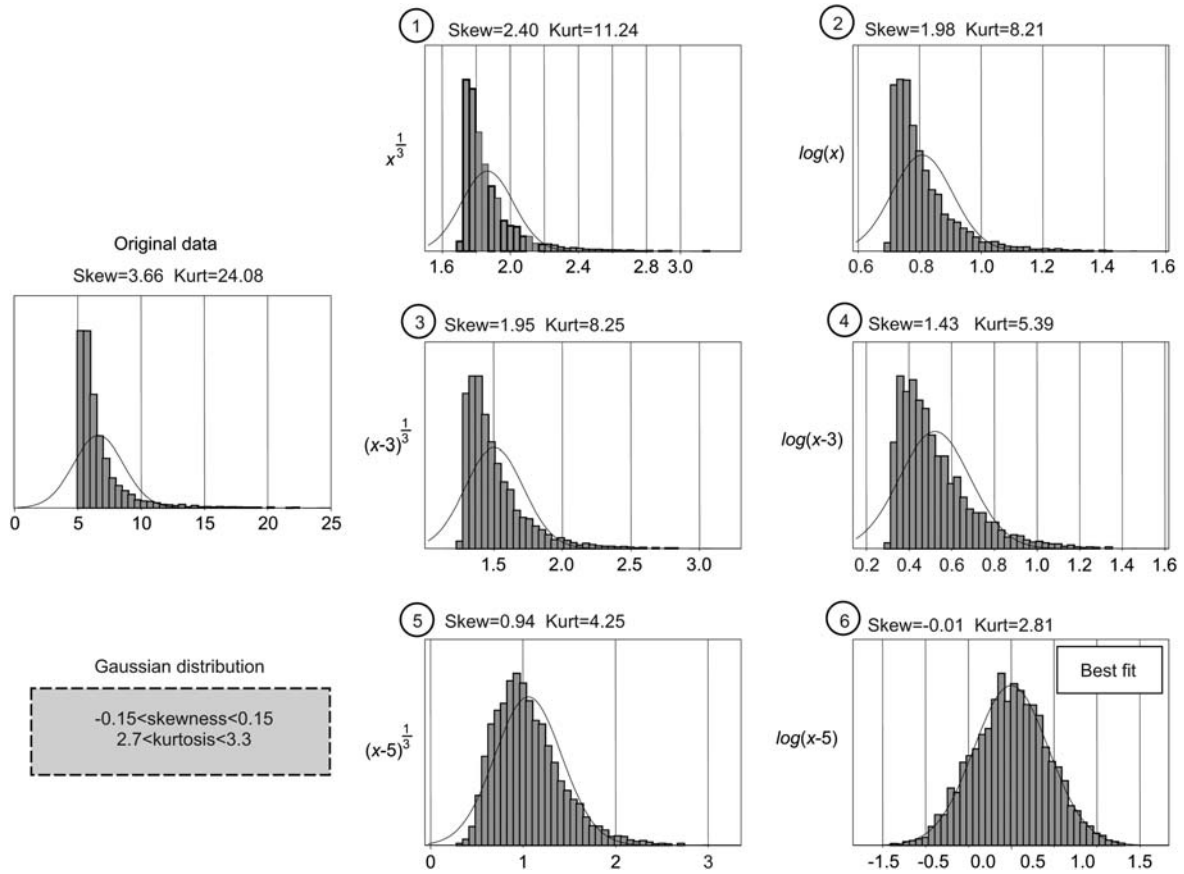 Original data
Skew=3.66 Kurt=24.08
0 5 10 15 20 25
Gaussian distribution
-0.15<skewness<0.15
2.7<kurtosis<3.3
1 Skew=2.40 Kurt=11.24
x^1/3
1.6 2.0 2.4 2.8 3.0
2 Skew=1.98 Kurt=8.21
log(x)
0.6 0.8 1.0 1.2 1.4 1.6
3 Skew=1.95 Kurt=8.25
(x-3)^1/3
1.5 2.0 2.5 3.0
4 Skew=1.43 Kurt=5.39
log(x-3)
0.2 0.4 0.6 0.8 1.0 1.2 1.4 1.6
5 Skew=0.94 Kurt=4.25
(x-5)^1/3
0 1 2 3
6 Skew=-0.01 Kurt=2.81
Best fit
log(x-5)
-1.5 -0.5 0.0 0.6 1.0 1.5